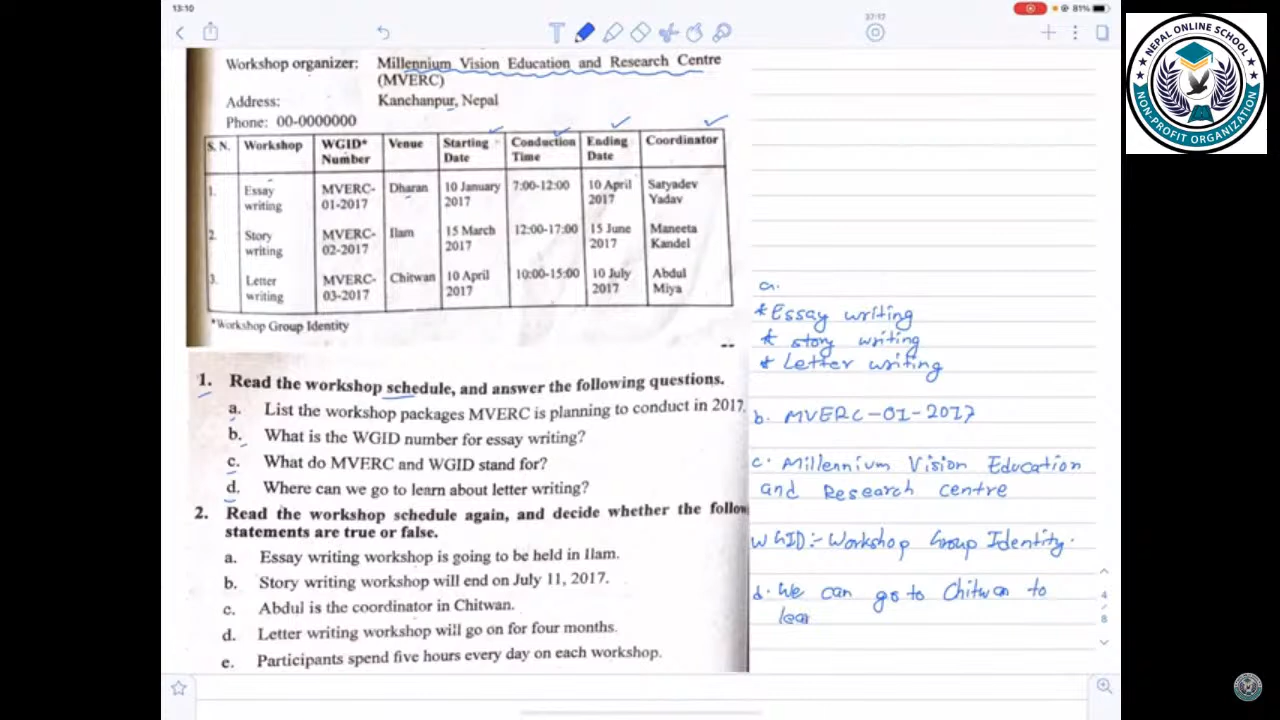 13:10
37:17
81%
NEPAL ONLINE SCHOOL
NON-PROFIT ORGANIZATION
Workshop organizer: Millennium Vision Education and Research Centre
(MVERC)
Address: Kanchanpur, Nepal
Phone: 00-0000000
S.N. Workshop WGID* Number Venue Starting Date Conduction Time Ending Date Coordinator
1. Essay writing MVERC-01-2017 Dharan 10 January 2017 7:00-12:00 10 April 2017 Satyadev Yadav
2. Story writing MVERC-02-2017 Ilam 15 March 2017 12:00-17:00 15 June 2017 Maneeta Kandel
3. Letter writing MVERC-03-2017 Chitwan 10 April 2017 10:00-15:00 10 July 2017 Abdul Miya
*Workshop Group Identity
1. Read the workshop schedule, and answer the following questions.
a. List the workshop packages MVERC is planning to conduct in 2017.
b. What is the WGID number for essay writing?
c. What do MVERC and WGID stand for?
d. Where can we go to learn about letter writing?
2. Read the workshop schedule again, and decide whether the follow
statements are true or false.
a. Essay writing workshop is going to be held in Ilam.
b. Story writing workshop will end on July 11, 2017.
c. Abdul is the coordinator in Chitwan.
d. Letter writing workshop will go on for four months.
e. Participants spend five hours every day on each workshop.
a.
* Essay writing
* story writing
* Letter writing
b. MVERC-01-2017
c. Millennium Vision Education
and Research centre
WGID:- Workshop Group Identity.
d. We can go to Chitwan to
lear
4
/
8